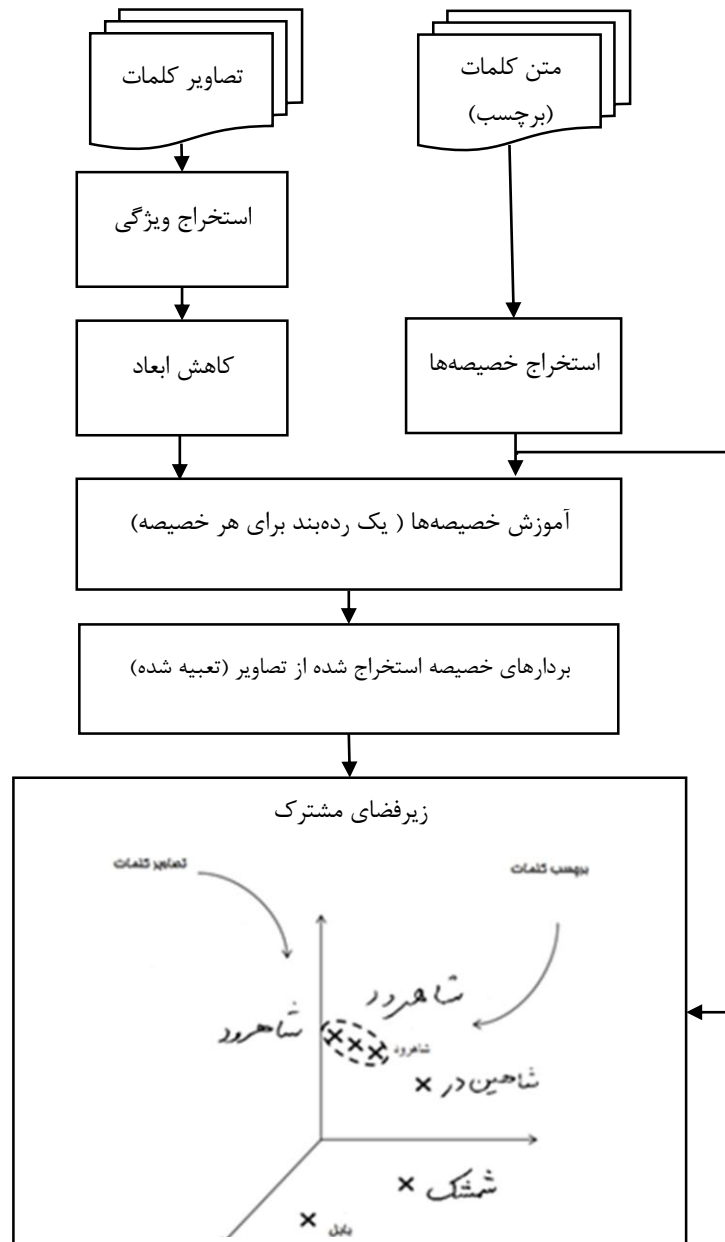 تصاویر کلمات
متن کلمات
(برچسب)
استخراج ویژگی
کاهش ابعاد
استخراج خصیصه‌ها
آموزش خصیصه‌ها ( یک رده‌بند برای هر خصیصه)
بردارهای خصیصه استخراج شده از تصاویر (تعبیه شده)
زیرفضای مشترک
تصاویر کلمات
برچسب کلمات
شاهرود
شاهرود
شاهرود
شاهین در
شمشک
بابل